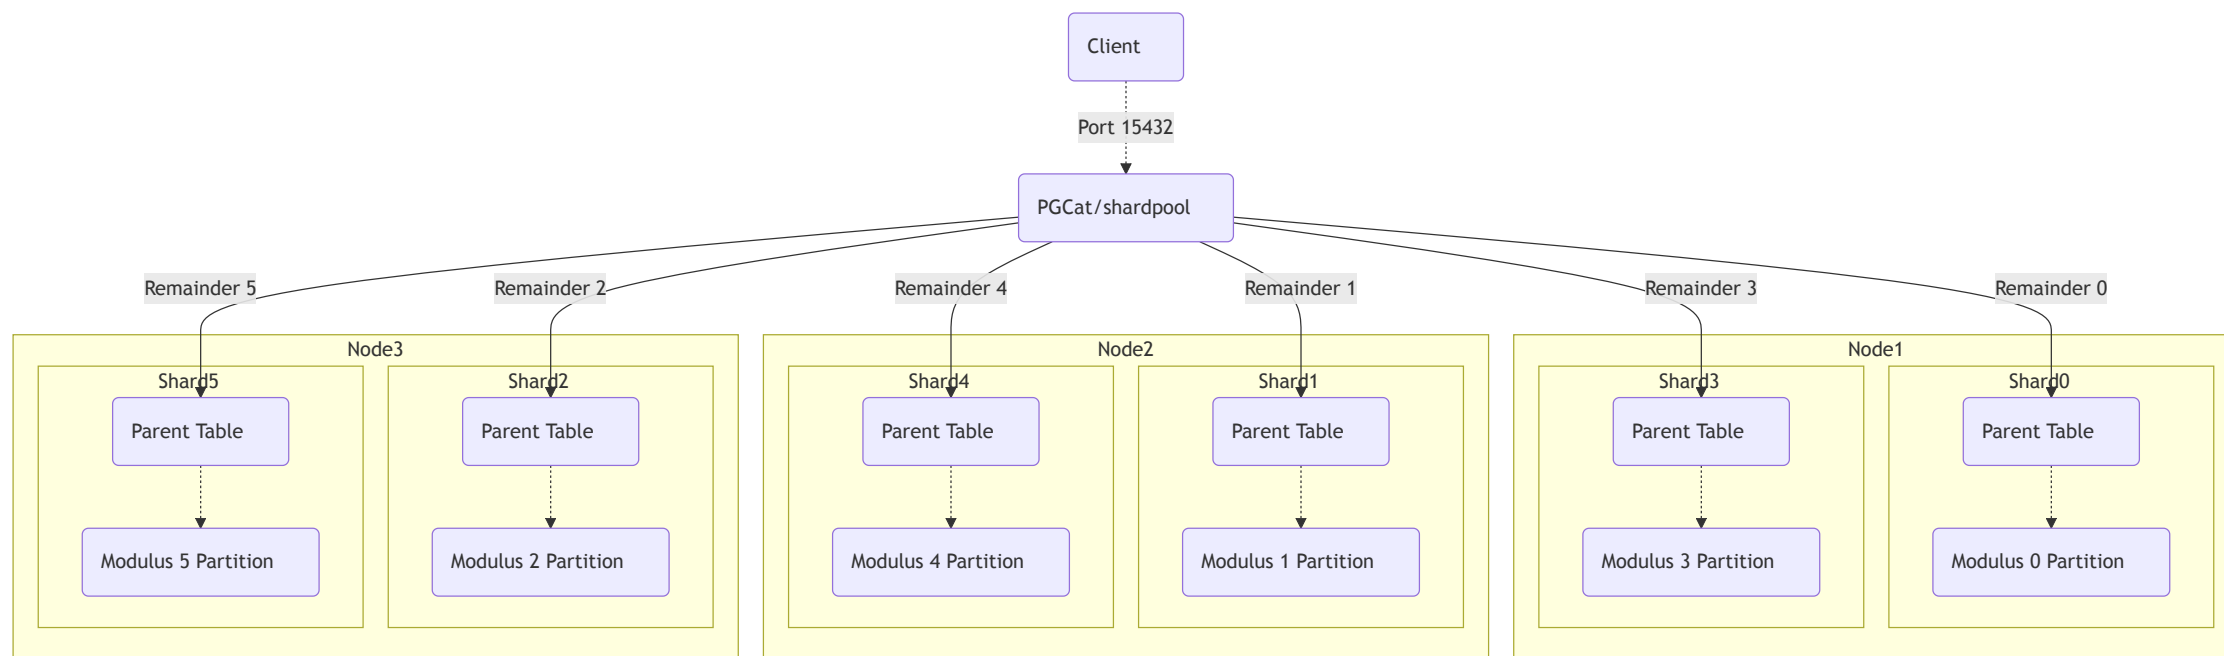 Client
Port 15432
PGCat/shardpool
Remainder 5
Remainder 2
Remainder 4
Remainder 1
Remainder 3
Remainder 0
Node3
Node2
Node1
Shard5
Shard2
Shard4
Shard1
Shard3
Shard0
Parent Table
Parent Table
Parent Table
Parent Table
Parent Table
Parent Table
Modulus 5 Partition
Modulus 2 Partition
Modulus 4 Partition
Modulus 1 Partition
Modulus 3 Partition
Modulus 0 Partition